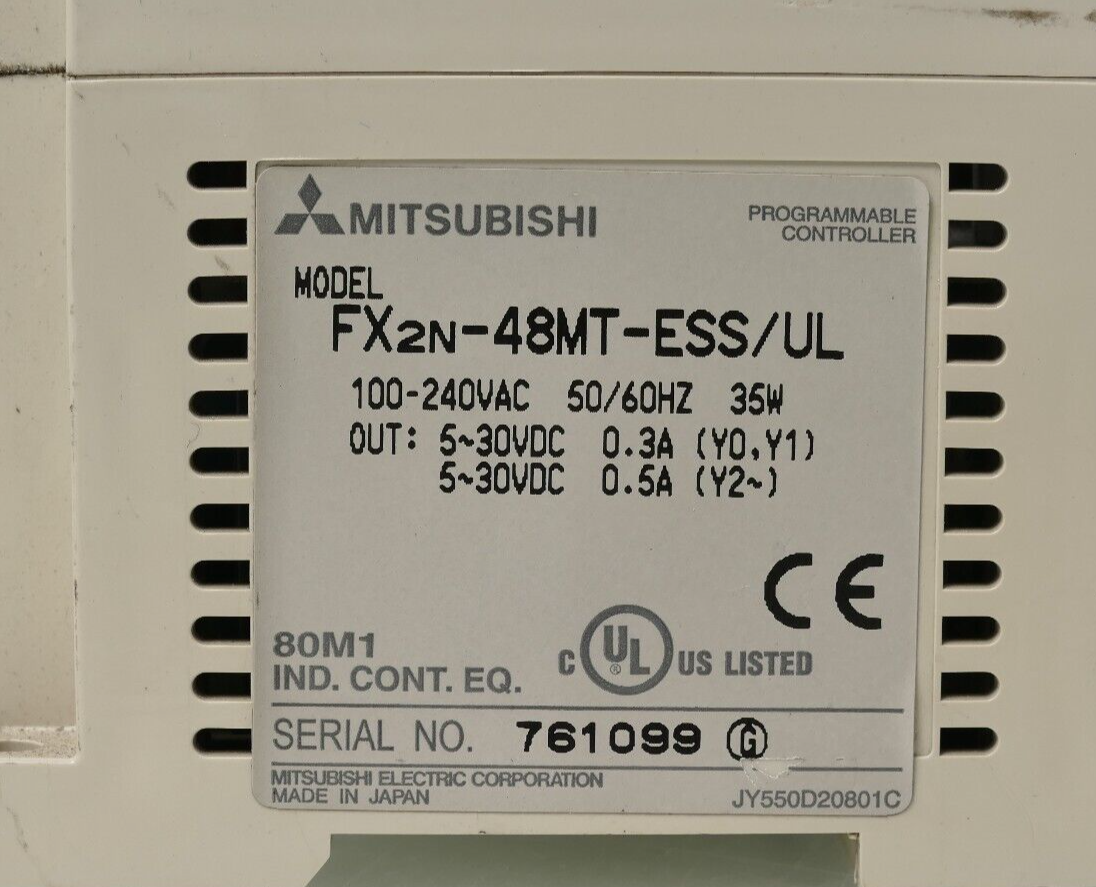 MITSUBISHI
PROGRAMMABLE
CONTROLLER
MODEL
FX2N-48MT-ESS/UL
100-240VAC 50/60HZ 35W
OUT: 5~30VDC 0.3A (Y0,Y1)
5~30VDC 0.5A (Y2~)
CE
80M1
IND. CONT. EQ.
C UL ® US LISTED
SERIAL NO. 761099 G
MITSUBISHI ELECTRIC CORPORATION
MADE IN JAPAN
JY550D20801C